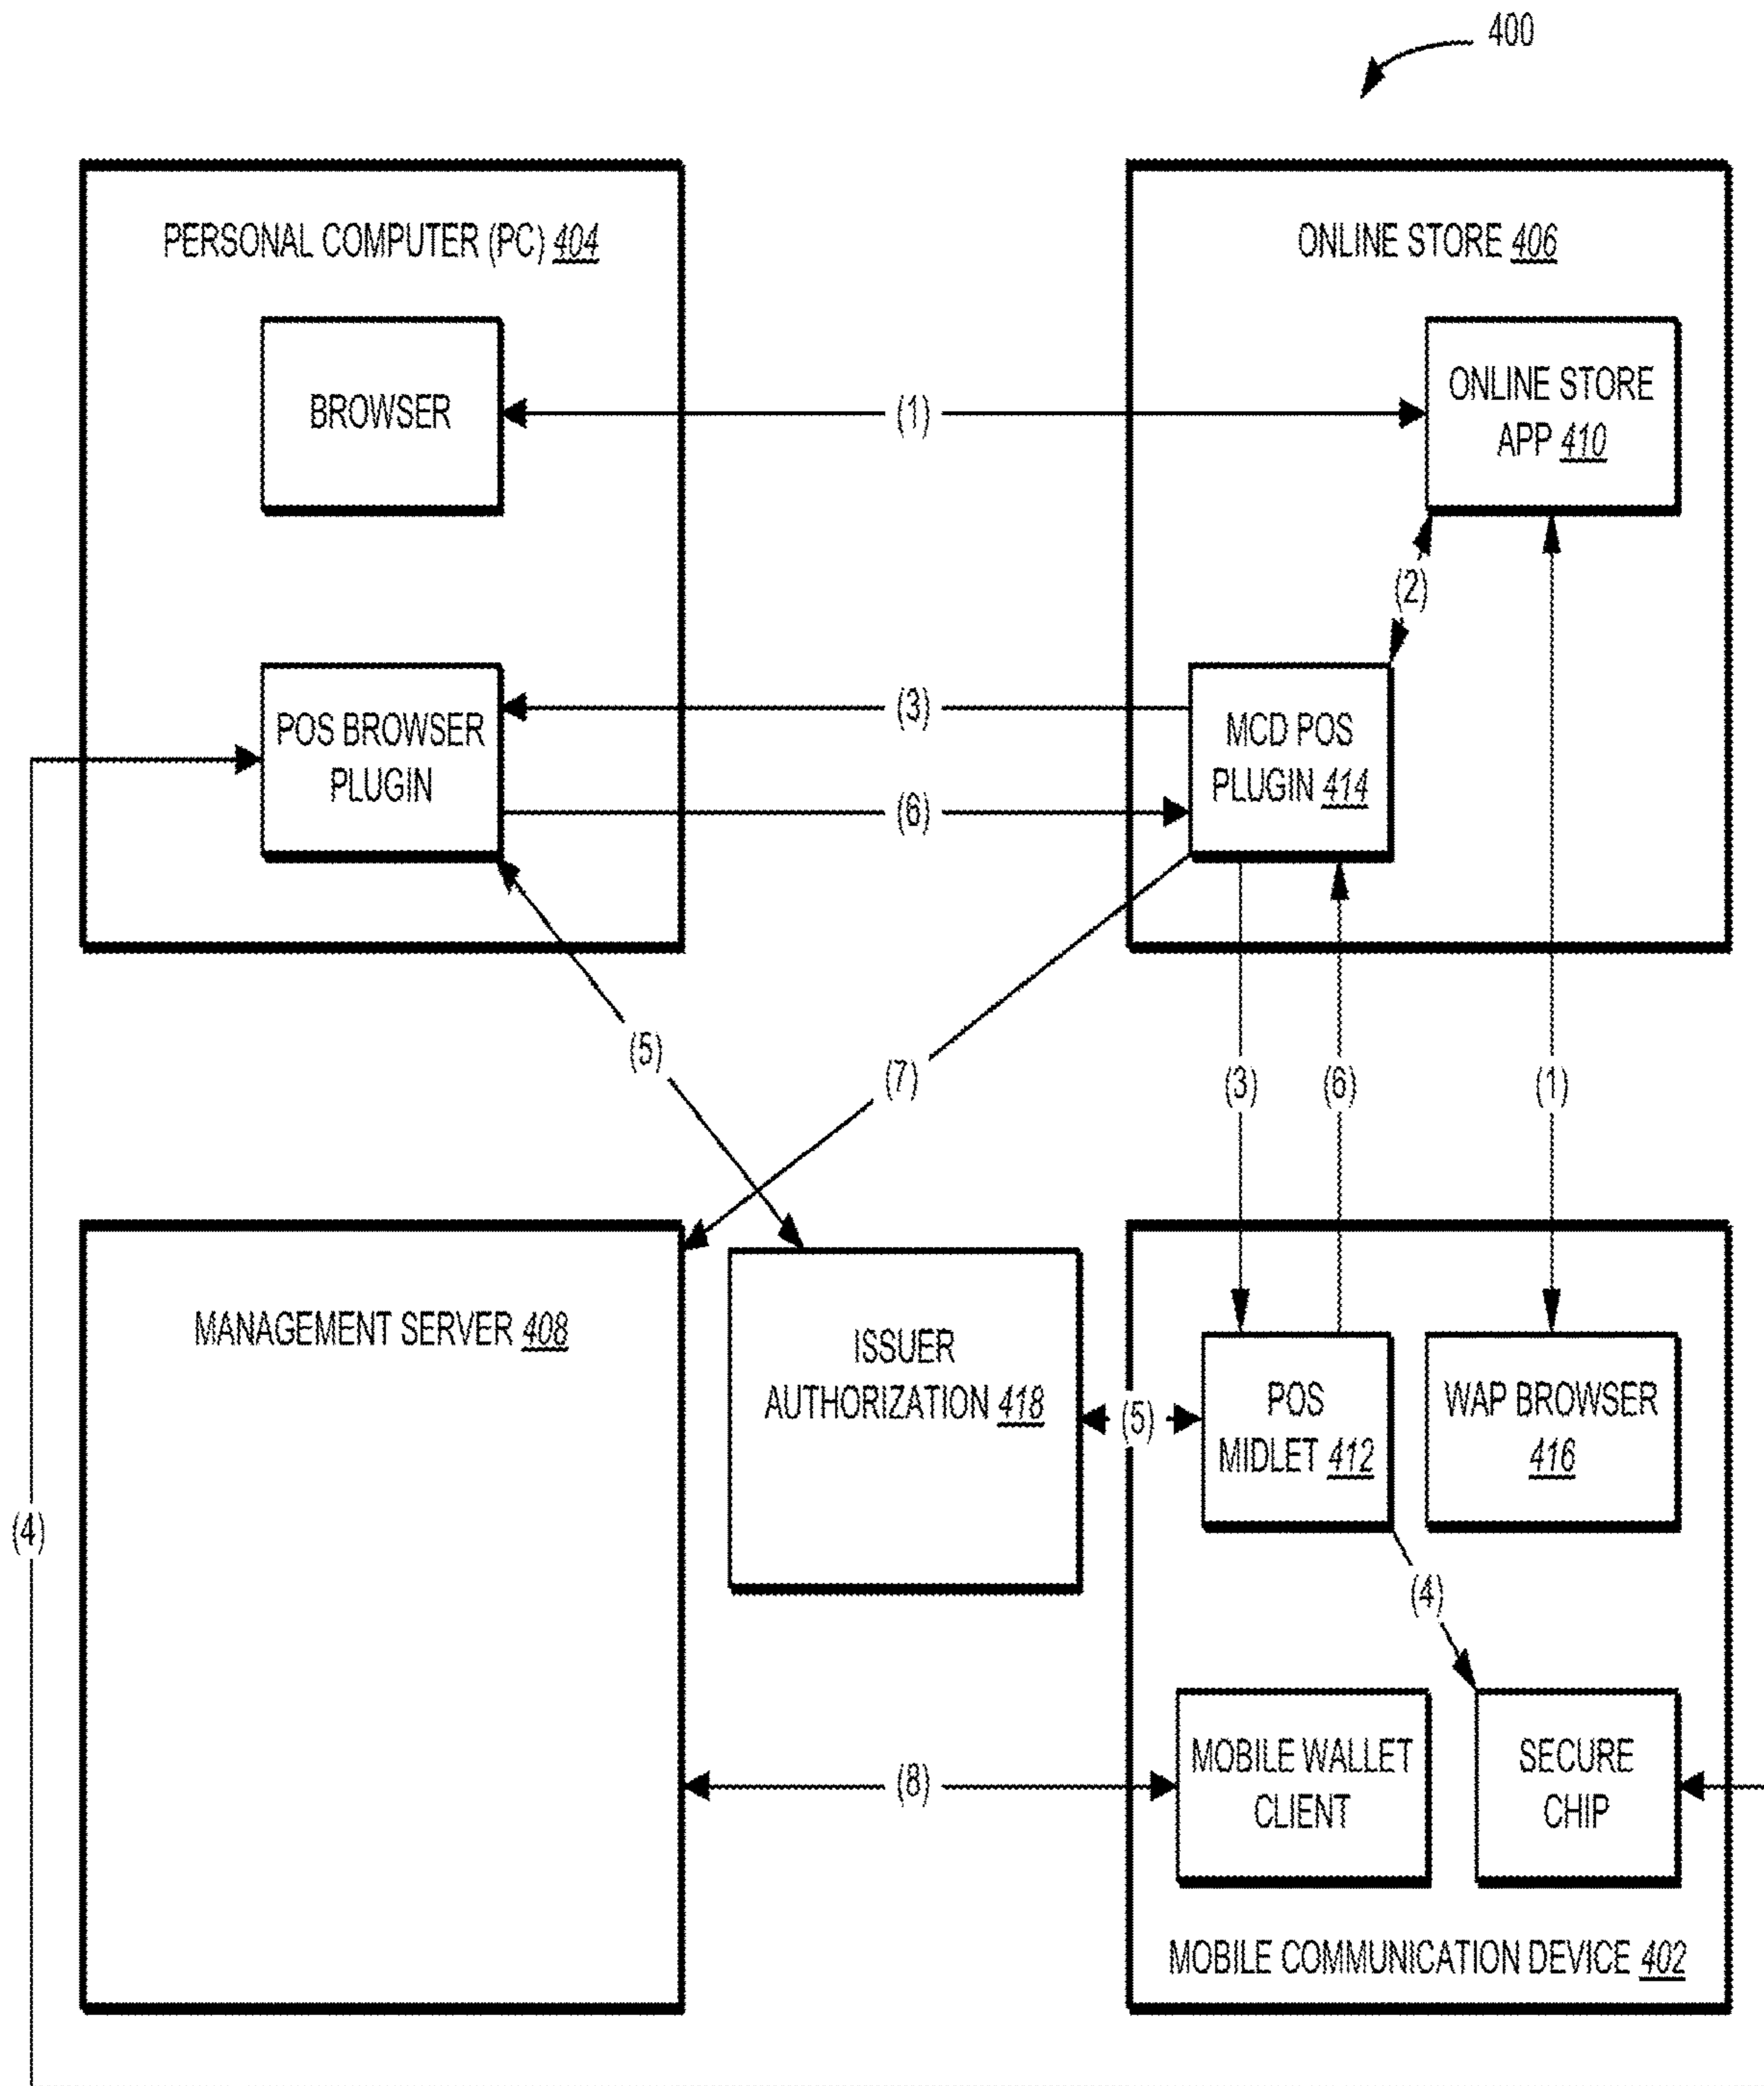 400
PERSONAL COMPUTER (PC) 404
ONLINE STORE 406
BROWSER
(1)
ONLINE STORE
APP 410
(2)
POS BROWSER
PLUGIN
(3)
(6)
MCD POS
PLUGIN 414
(5)
(7)
(3)
(6)
(1)
MANAGEMENT SERVER 408
ISSUER
AUTHORIZATION 418
(5)
POS
MIDLET 412
WAP BROWSER
416
(4)
(4)
(8)
MOBILE WALLET
CLIENT
SECURE
CHIP
MOBILE COMMUNICATION DEVICE 402